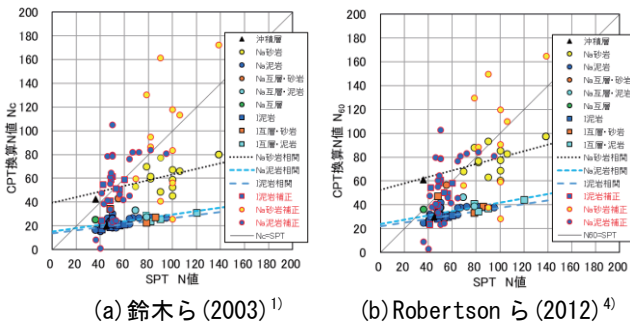 CPT換算N値 Nc
200
180
160
140
120
100
80
60
40
20
0
0 20 40 60 80 100 120 140 160 180 200
SPT N値
沖積層
Na砂岩
Na泥岩
Na互層・砂岩
Na互層・泥岩
Na互層
I泥岩
I互層・砂岩
I互層・泥岩
Na砂岩相関
Na泥岩相関
I泥岩相関
I泥岩補正
Na砂岩補正
Na泥岩補正
Nc=SPT
(a) 鈴木ら(2003)1)
CPT換算N値 N60
200
180
160
140
120
100
80
60
40
20
0
0 20 40 60 80 100 120 140 160 180 200
SPT N値
沖積層
Na砂岩
Na泥岩
Na互層・砂岩
Na互層・泥岩
Na互層
I泥岩
I互層・砂岩
I互層・泥岩
Na砂岩相関
Na泥岩相関
I泥岩相関
I泥岩補正
Na砂岩補正
Na泥岩補正
N60=SPT
(b) Robertsonら(2012)4)